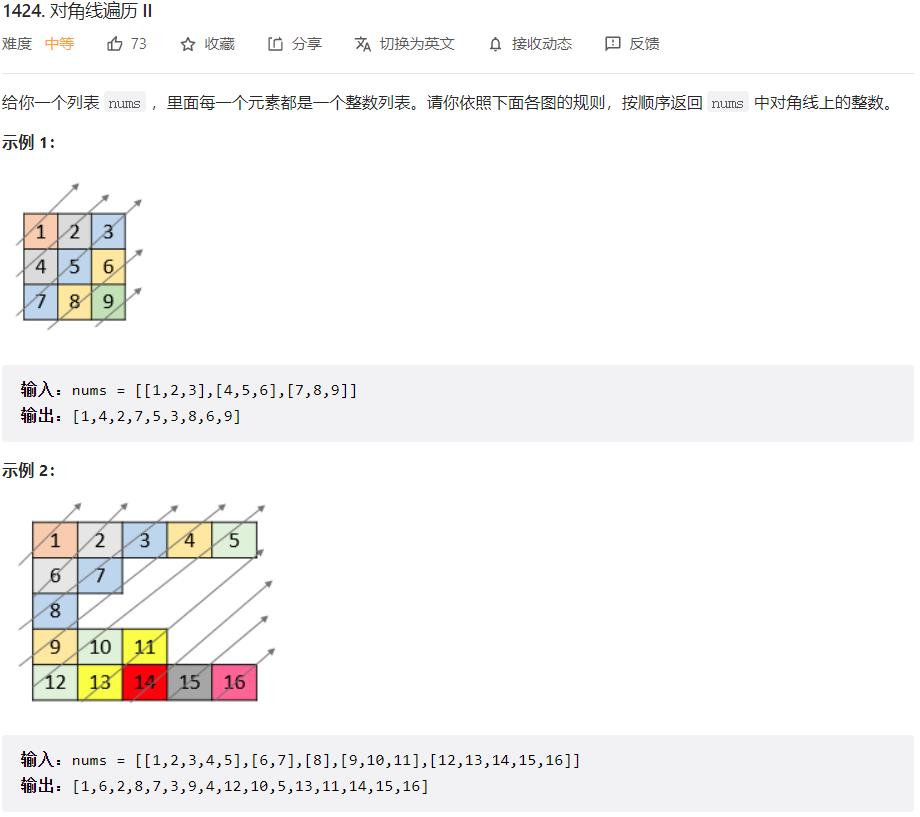 1424. 对角线遍历 II
难度 中等 73 收藏 分享 切换为英文 接收动态 反馈
给你一个列表 nums ，里面每一个元素都是一个整数列表。请你依照下面各图的规则，按顺序返回 nums 中对角线上的整数。
示例 1：
1 2 3
4 5 6
7 8 9
输入：nums = [[1,2,3],[4,5,6],[7,8,9]]
输出：[1,4,2,7,5,3,8,6,9]
示例 2：
1 2 3 4 5
6 7
8
9 10 11
12 13 14 15 16
输入：nums = [[1,2,3,4,5],[6,7],[8],[9,10,11],[12,13,14,15,16]]
输出：[1,6,2,8,7,3,9,4,12,10,5,13,11,14,15,16]